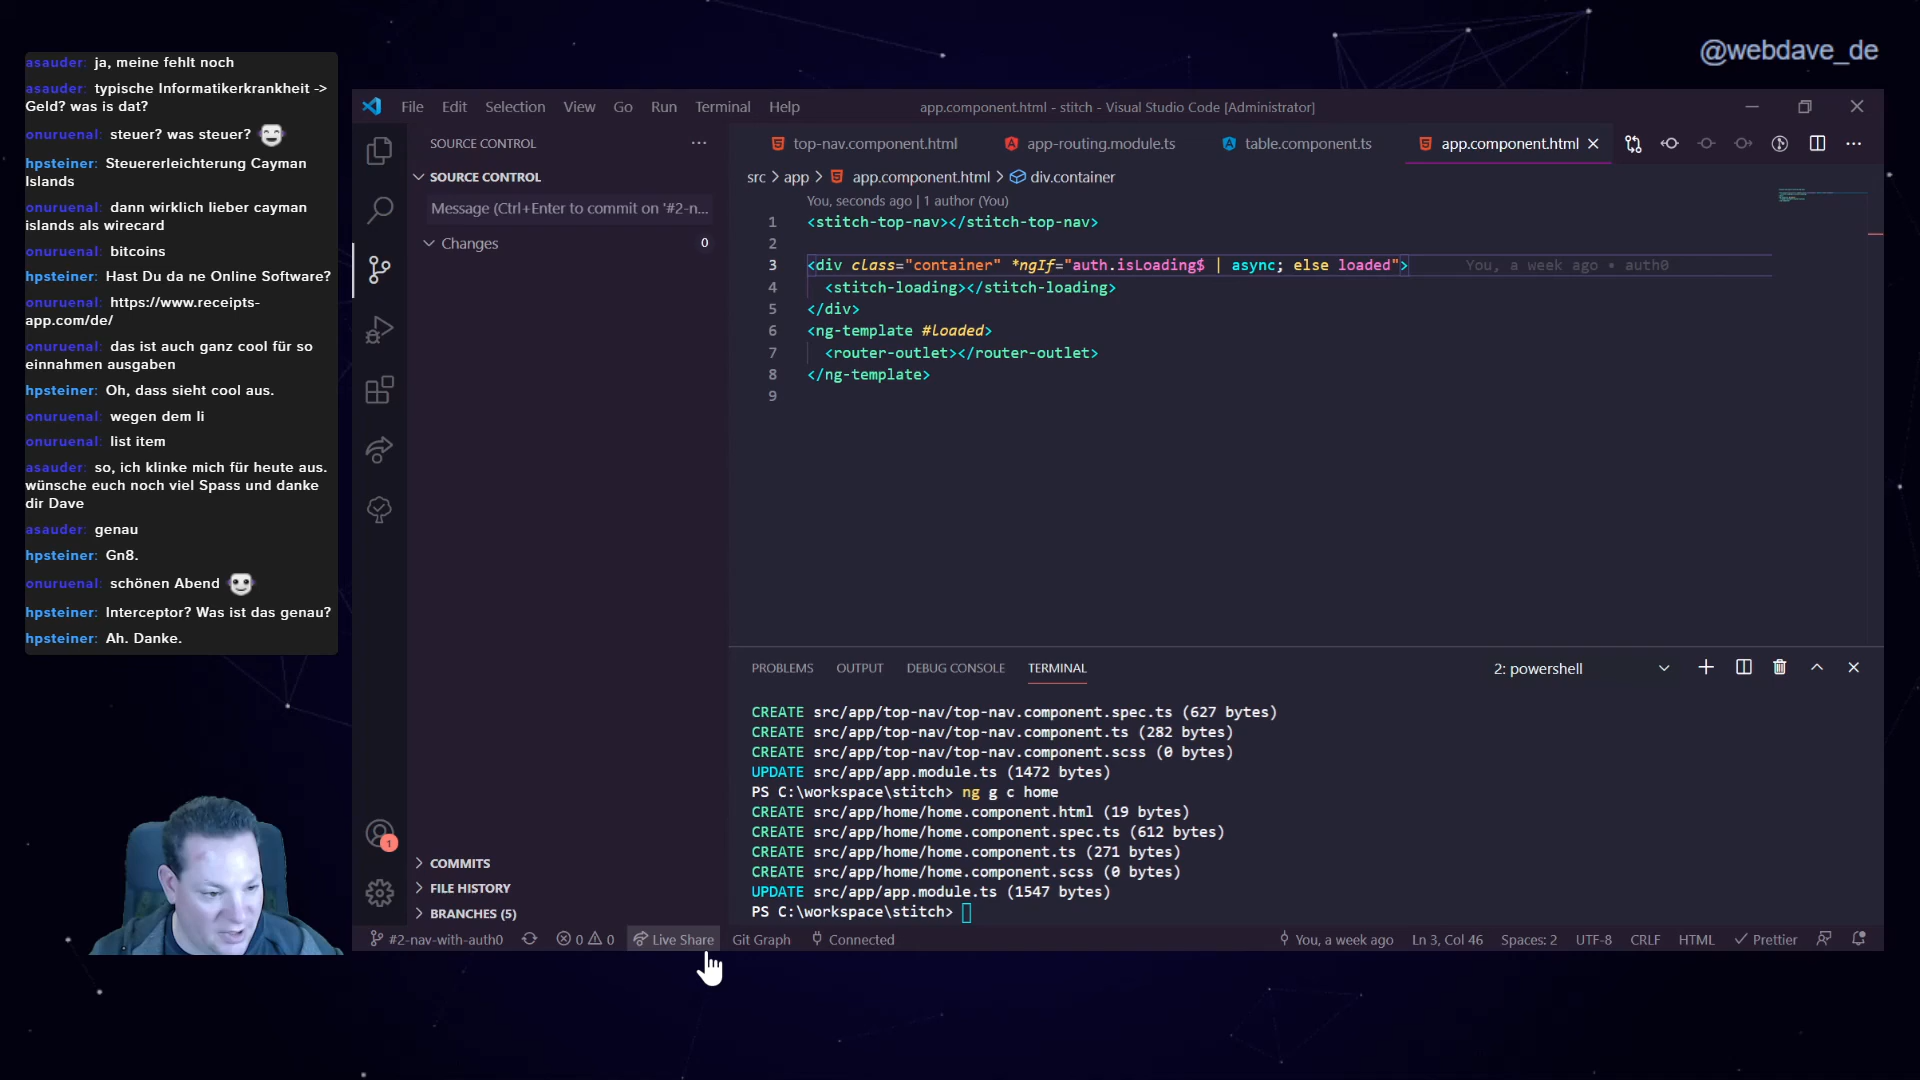 @webdave_de
asauder: ja, meine fehlt noch
asauder: typische Informatikerkrankheit ->
Geld? was is dat?
onuruenal: steuer? was steuer?
hpsteiner: Steuererleichterung Cayman
Islands
onuruenal: dann wirklich lieber cayman
islands als wirecard
onuruenal: bitcoins
hpsteiner: Hast Du da ne Online Software?
onuruenal: https://www.receipts-
app.com/de/
onuruenal: das ist auch ganz cool für so
einnahmen ausgaben
hpsteiner: Oh, dass sieht cool aus.
onuruenal: wegen dem li
onuruenal: list item
asauder: so, ich klinke mich für heute aus.
wünsche euch noch viel Spass und danke
dir Dave
asauder: genau
hpsteiner: Gn8.
onuruenal: schönen Abend
hpsteiner: Interceptor? Was ist das genau?
hpsteiner: Ah. Danke.
File Edit Selection View Go Run Terminal Help
app.component.html - stitch - Visual Studio Code [Administrator]
SOURCE CONTROL ...
SOURCE CONTROL
Message (Ctrl+Enter to commit on '#2-n...
Changes 0
COMMITS
FILE HISTORY
BRANCHES (5)
1
top-nav.component.html app-routing.module.ts table.component.ts app.component.html
src > app > app.component.html > div.container
You, seconds ago | 1 author (You)
1 <stitch-top-nav></stitch-top-nav>
2
3 <div class="container" *ngIf="auth.isLoading$ | async; else loaded"> You, a week ago • auth0
4 <stitch-loading></stitch-loading>
5 </div>
6 <ng-template #loaded>
7 <router-outlet></router-outlet>
8 </ng-template>
9
PROBLEMS OUTPUT DEBUG CONSOLE TERMINAL 2: powershell
CREATE src/app/top-nav/top-nav.component.spec.ts (627 bytes)
CREATE src/app/top-nav/top-nav.component.ts (282 bytes)
CREATE src/app/top-nav/top-nav.component.scss (0 bytes)
UPDATE src/app/app.module.ts (1472 bytes)
PS C:\workspace\stitch> ng g c home
CREATE src/app/home/home.component.html (19 bytes)
CREATE src/app/home/home.component.spec.ts (612 bytes)
CREATE src/app/home/home.component.ts (271 bytes)
CREATE src/app/home/home.component.scss (0 bytes)
UPDATE src/app/app.module.ts (1547 bytes)
PS C:\workspace\stitch>
#2-nav-with-auth0 0 0 Live Share Git Graph Connected You, a week ago Ln 3, Col 46 Spaces: 2 UTF-8 CRLF HTML Prettier